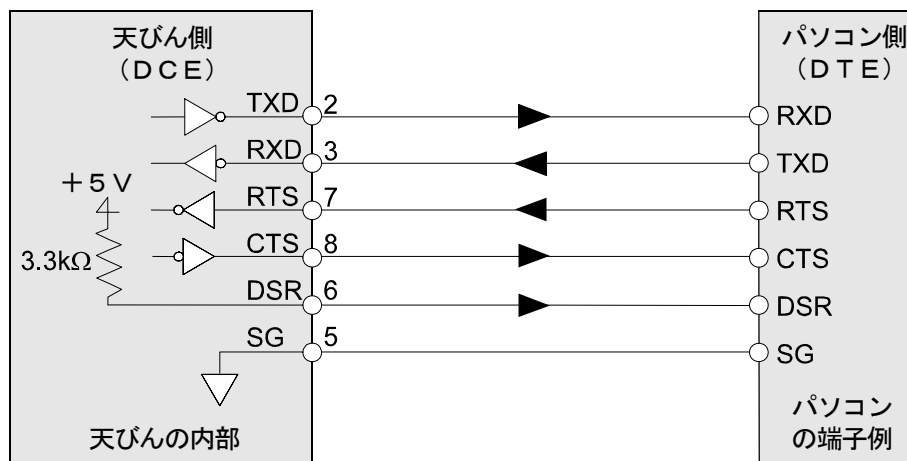 天びん側
（ＤＣＥ）
TXD 2
RXD 3
＋５Ｖ
RTS 7
3.3kΩ
CTS 8
DSR 6
SG 5
天びんの内部
パソコン側
（ＤＴＥ）
RXD
TXD
RTS
CTS
DSR
SG
パソコン
の端子例